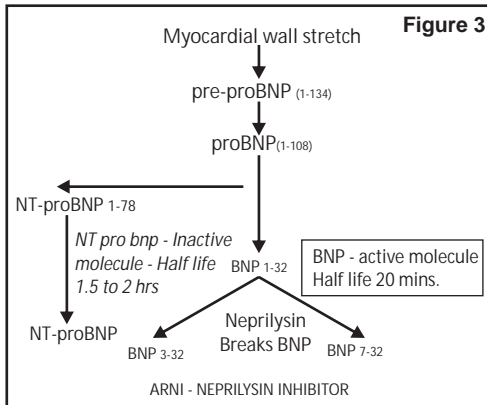 Figure 3
Myocardial wall stretch
pre-proBNP (1-134)
proBNP(1-108)
NT-proBNP 1-78
NT pro bnp - Inactive
molecule - Half life
1.5 to 2 hrs
BNP 1-32
BNP - active molecule
Half life 20 mins.
NT-proBNP
Neprilysin
Breaks BNP
BNP 3-32
BNP 7-32
ARNI - NEPRILYSIN INHIBITOR